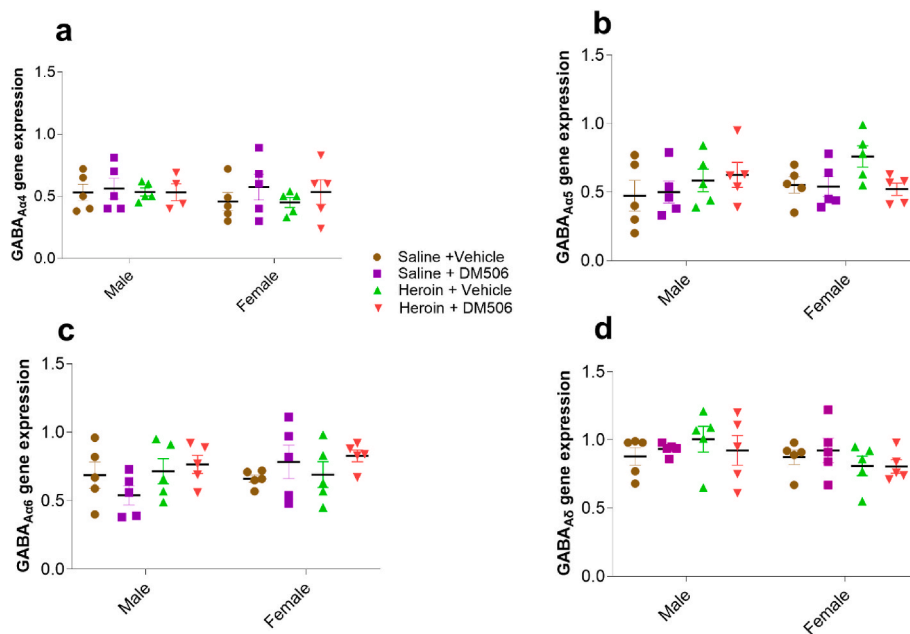 a
GABAAα4 gene expression
1.5
1.0
0.5
0.0
Male
Female
b
GABAAα5 gene expression
1.5
1.0
0.5
0.0
Male
Female
Saline +Vehicle
Saline + DM506
Heroin + Vehicle
Heroin + DM506
c
GABAAα6 gene expression
1.5
1.0
0.5
0.0
Male
Female
d
GABAAδ gene expression
1.5
1.0
0.5
0.0
Male
Female